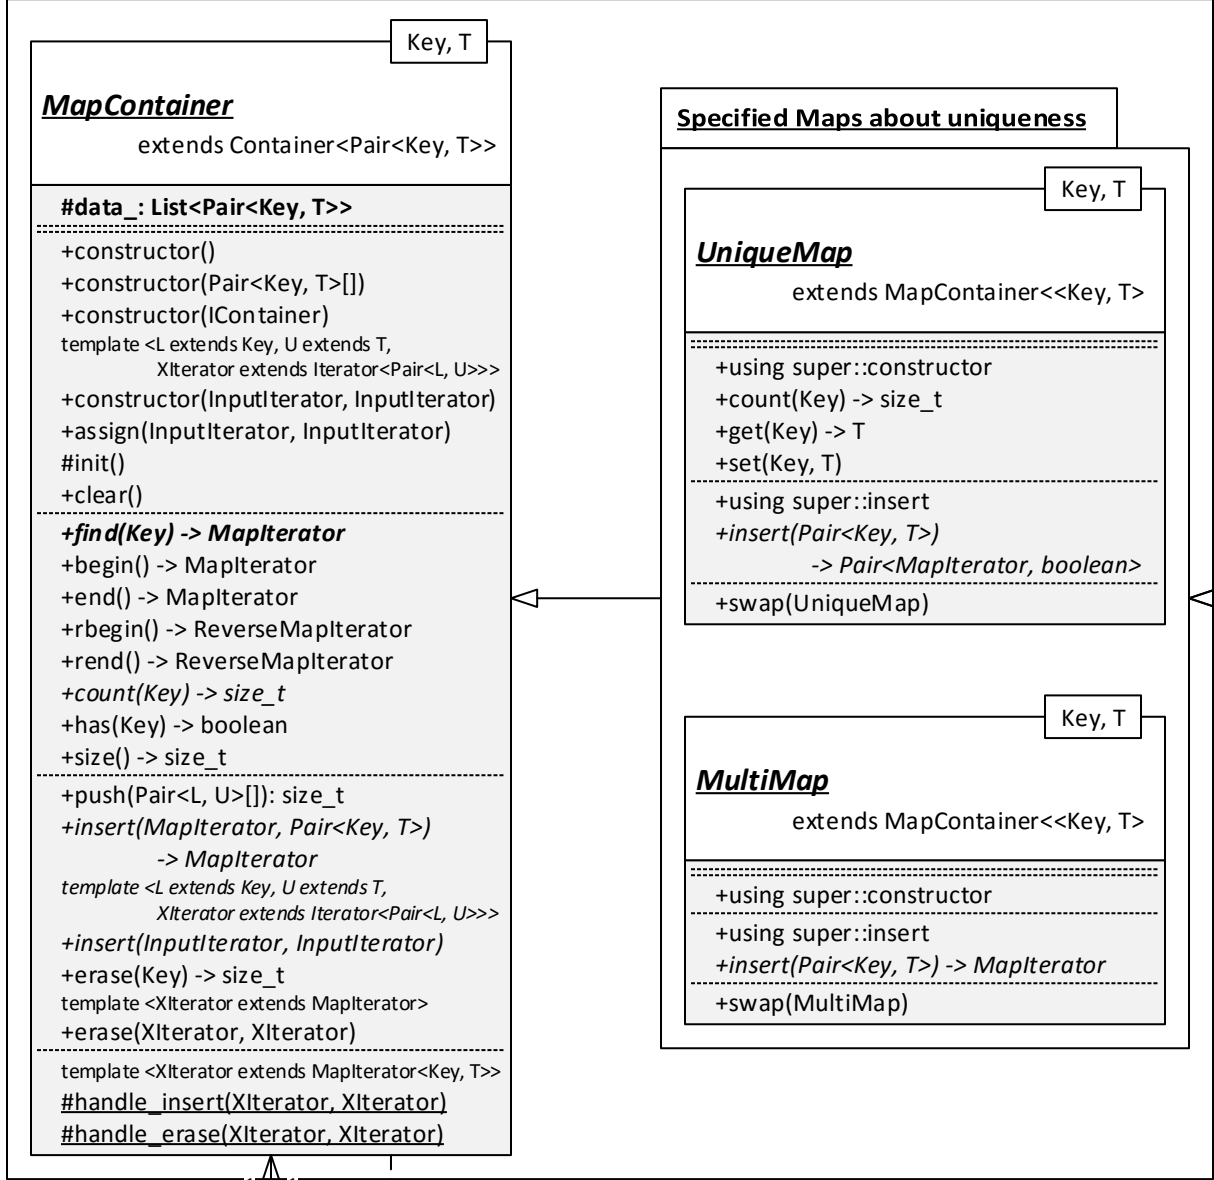 Key, T
MapContainer
extends Container<Pair<Key, T>>
#data_: List<Pair<Key, T>>
+constructor()
+constructor(Pair<Key, T>[])
+constructor(IContainer)
template <L extends Key, U extends T,
XIterator extends Iterator<Pair<L, U>>>
+constructor(InputIterator, InputIterator)
+assign(InputIterator, InputIterator)
#init()
+clear()
+find(Key) -> MapIterator
+begin() -> MapIterator
+end() -> MapIterator
+rbegin() -> ReverseMapIterator
+rend() -> ReverseMapIterator
+count(Key) -> size_t
+has(Key) -> boolean
+size() -> size_t
+push(Pair<L, U>[]): size_t
+insert(MapIterator, Pair<Key, T>)
-> MapIterator
template <L extends Key, U extends T,
XIterator extends Iterator<Pair<L, U>>>
+insert(InputIterator, InputIterator)
+erase(Key) -> size_t
template <XIterator extends MapIterator>
+erase(XIterator, XIterator)
template <XIterator extends MapIterator<Key, T>>
#handle_insert(XIterator, XIterator)
#handle_erase(XIterator, XIterator)
Specified Maps about uniqueness
Key, T
UniqueMap
extends MapContainer<<Key, T>
+using super::constructor
+count(Key) -> size_t
+get(Key) -> T
+set(Key, T)
+using super::insert
+insert(Pair<Key, T>)
-> Pair<MapIterator, boolean>
+swap(UniqueMap)
Key, T
MultiMap
extends MapContainer<<Key, T>
+using super::constructor
+using super::insert
+insert(Pair<Key, T>) -> MapIterator
+swap(MultiMap)